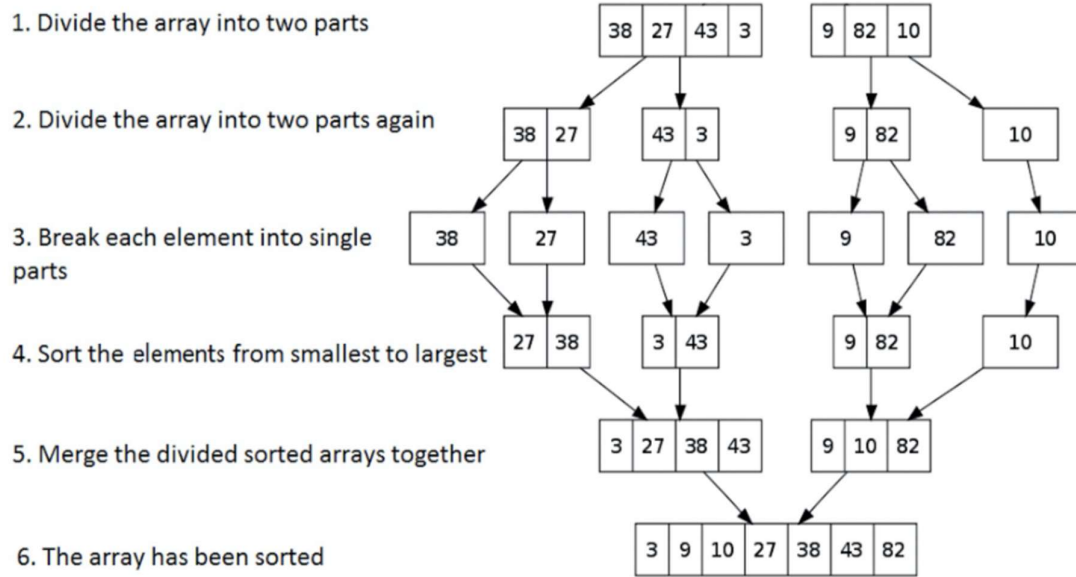 1. Divide the array into two parts
38 27 43 3 9 82 10
2. Divide the array into two parts again
38 27 43 3 9 82 10
3. Break each element into single
parts
38 27 43 3 9 82 10
4. Sort the elements from smallest to largest
27 38 3 43 9 82 10
5. Merge the divided sorted arrays together
3 27 38 43 9 10 82
6. The array has been sorted
3 9 10 27 38 43 82